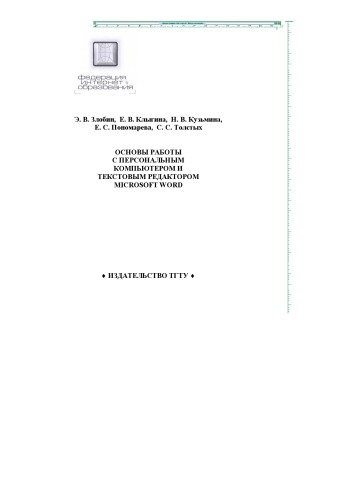 федерация
интернет
образования
Э. В. Злобин, Е. В. Клыгина, Н. В. Кузьмина,
Е. С. Пономарева, С. С. Толстых
ОСНОВЫ РАБОТЫ
С ПЕРСОНАЛЬНЫМ
КОМПЬЮТЕРОМ И
ТЕКСТОВЫМ РЕДАКТОРОМ
MICROSOFT WORD
♦ ИЗДАТЕЛЬСТВО ТГТУ ♦